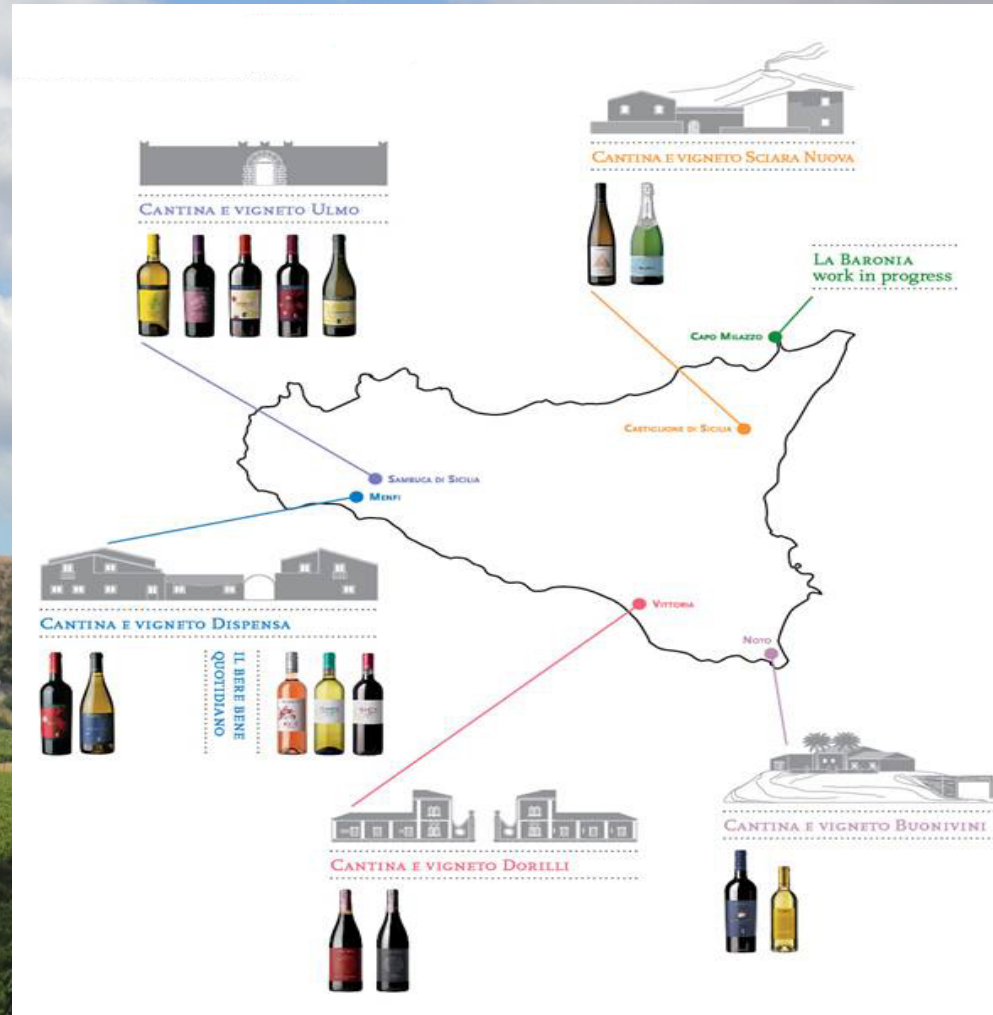 CANTINA E VIGNETO SCIARA NUOVA
CANTINA E VIGNETO ULMO
LA BARONIA
work in progress
CAPO MILAZZO
CASTIGLIONE DI SICILIA
SAMBUCA DI SICILIA
MENFI
CANTINA E VIGNETO DISPENSA
IL BERE BENE
QUOTIDIANO
VITTORIA
NOTO
CANTINA E VIGNETO BUONIVINI
CANTINA E VIGNETO DORILLI